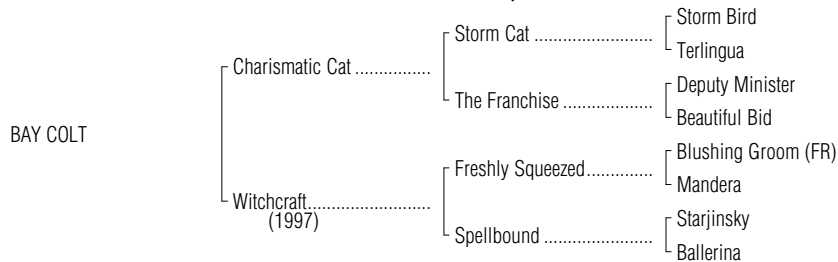 Storm Bird
Storm Cat ..........................
Terlingua
Charismatic Cat ................
Deputy Minister
The Franchise ....................
Beautiful Bid
BAY COLT
Blushing Groom (FR)
Freshly Squeezed..............
Mandera
Witchcraft..........................
(1997)
Starjinsky
Spellbound ........................
Ballerina